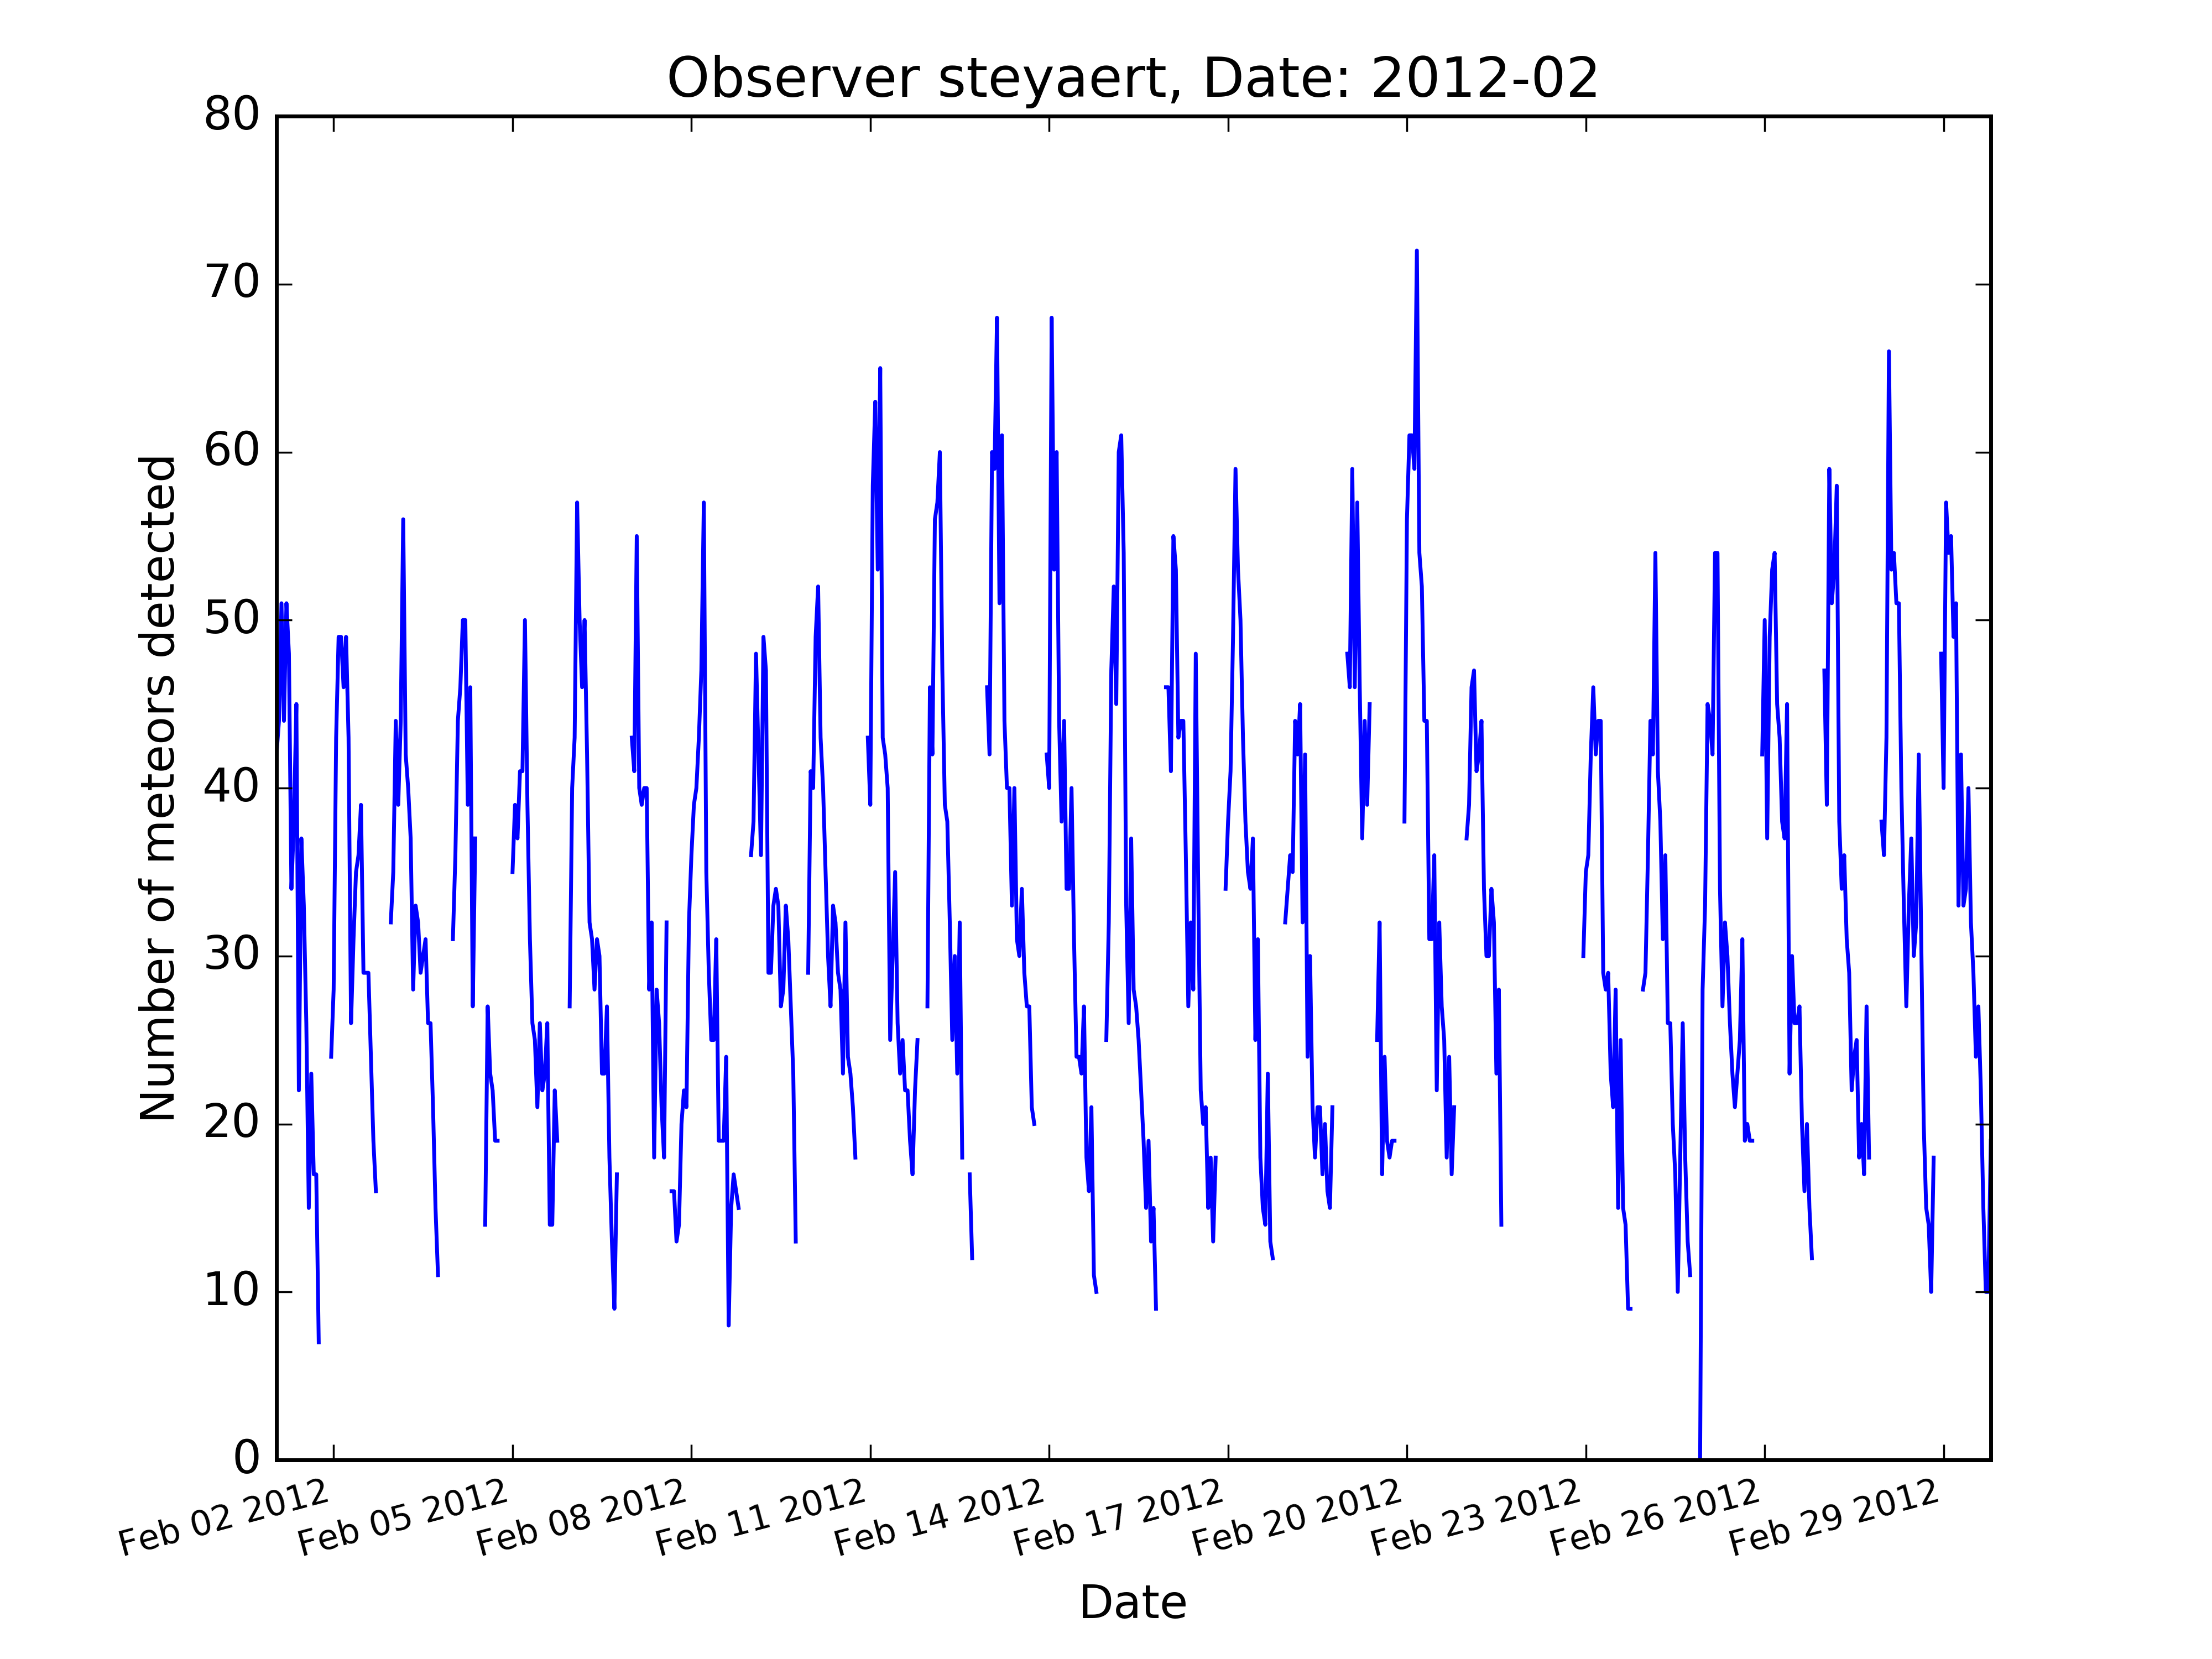 Observer steyaert, Date: 2012-02
80
70
60
50
40
30
20
10
0
Number of meteors detected
Feb 02 2012
Feb 05 2012
Feb 08 2012
Feb 11 2012
Feb 14 2012
Feb 17 2012
Feb 20 2012
Feb 23 2012
Feb 26 2012
Feb 29 2012
Date